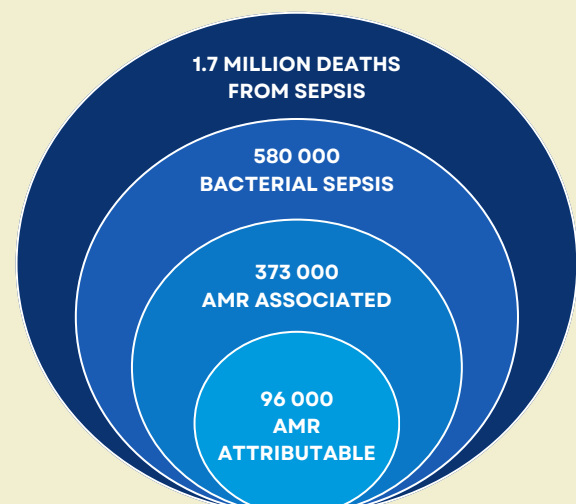 1.7 MILLION DEATHS
FROM SEPSIS
580 000
BACTERIAL SEPSIS
373 000
AMR ASSOCIATED
96 000
AMR
ATTRIBUTABLE